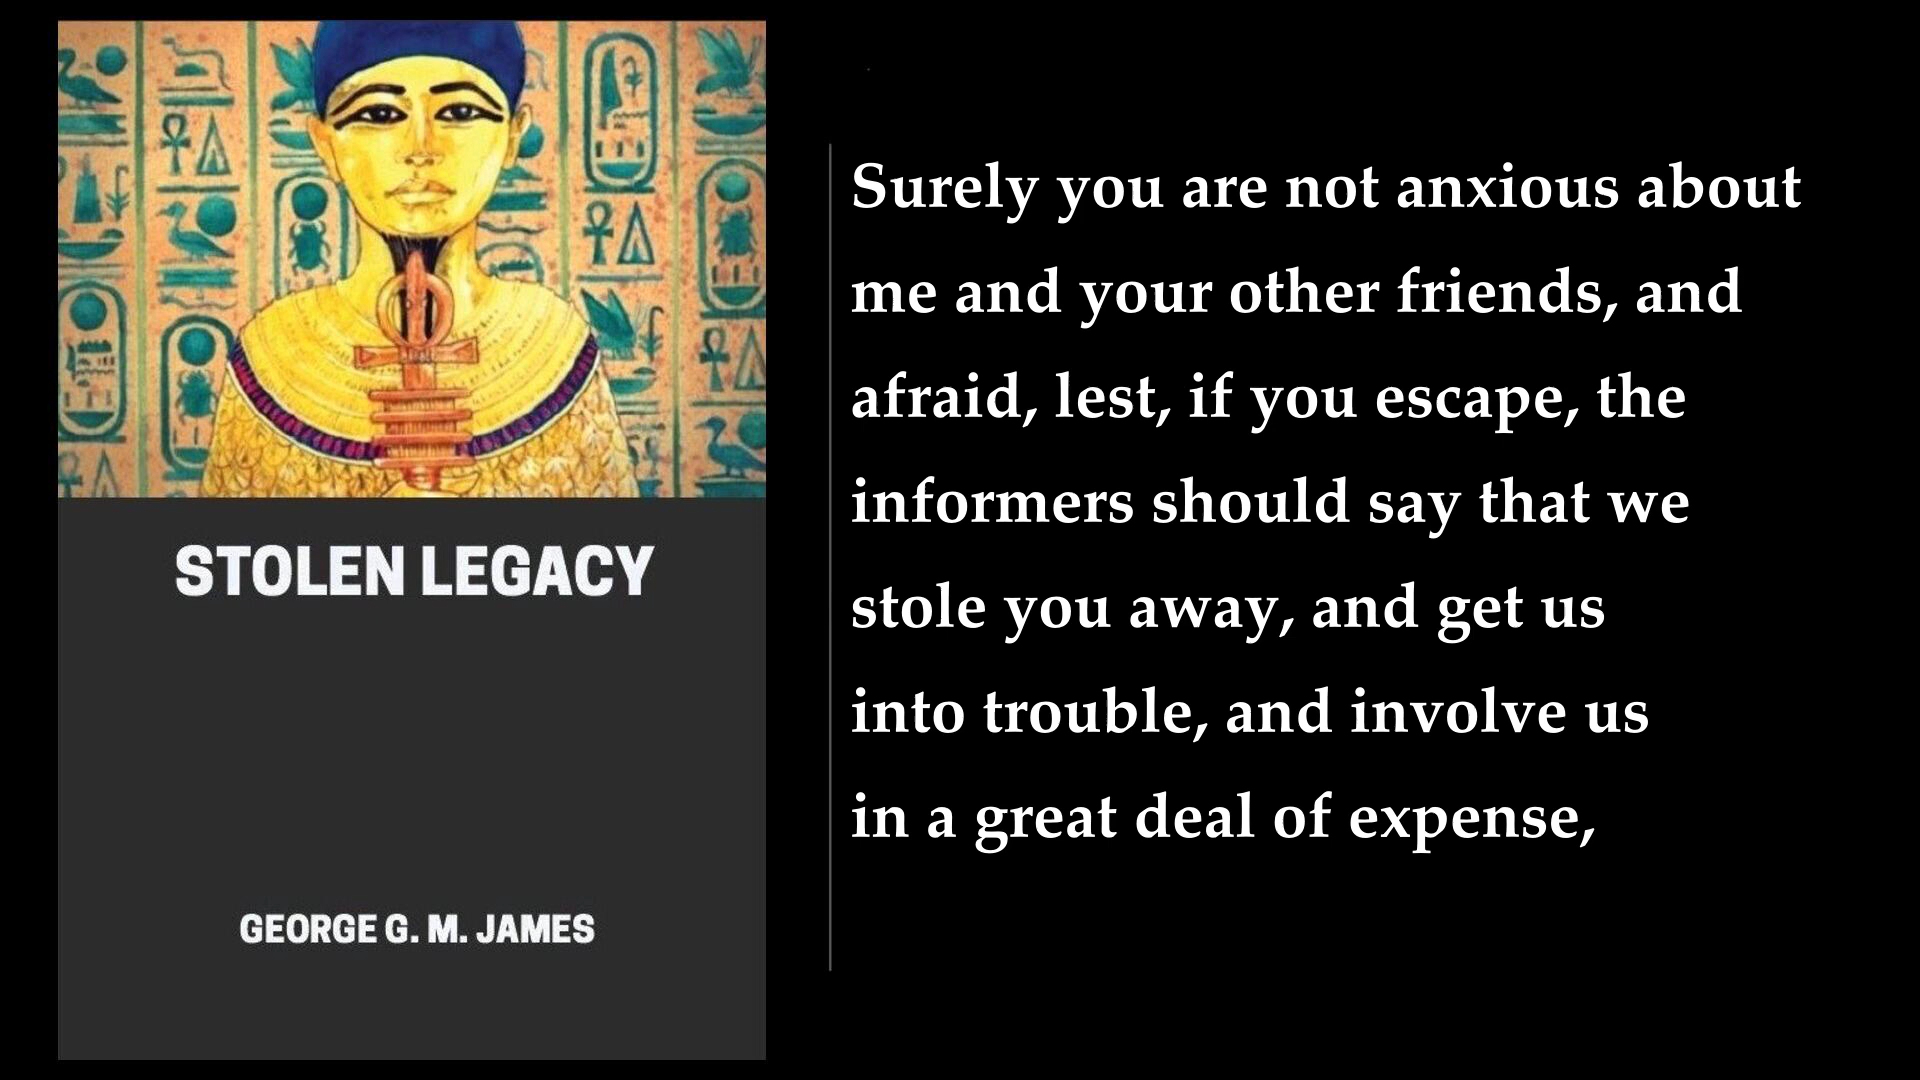 STOLEN LEGACY
GEORGE G. M. JAMES
Surely you are not anxious about
me and your other friends, and
afraid, lest, if you escape, the
informers should say that we
stole you away, and get us
into trouble, and involve us
in a great deal of expense,